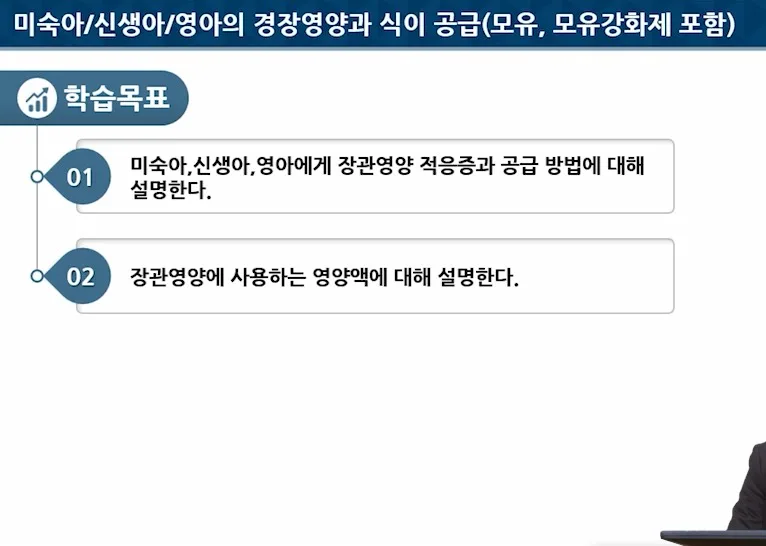 미숙아/신생아/영아의 경장영양과 식이 공급(모유, 모유강화제 포함)
학습목표
01
미숙아,신생아,영아에게 장관영양 적응증과 공급 방법에 대해
설명한다.
02
장관영양에 사용하는 영양액에 대해 설명한다.